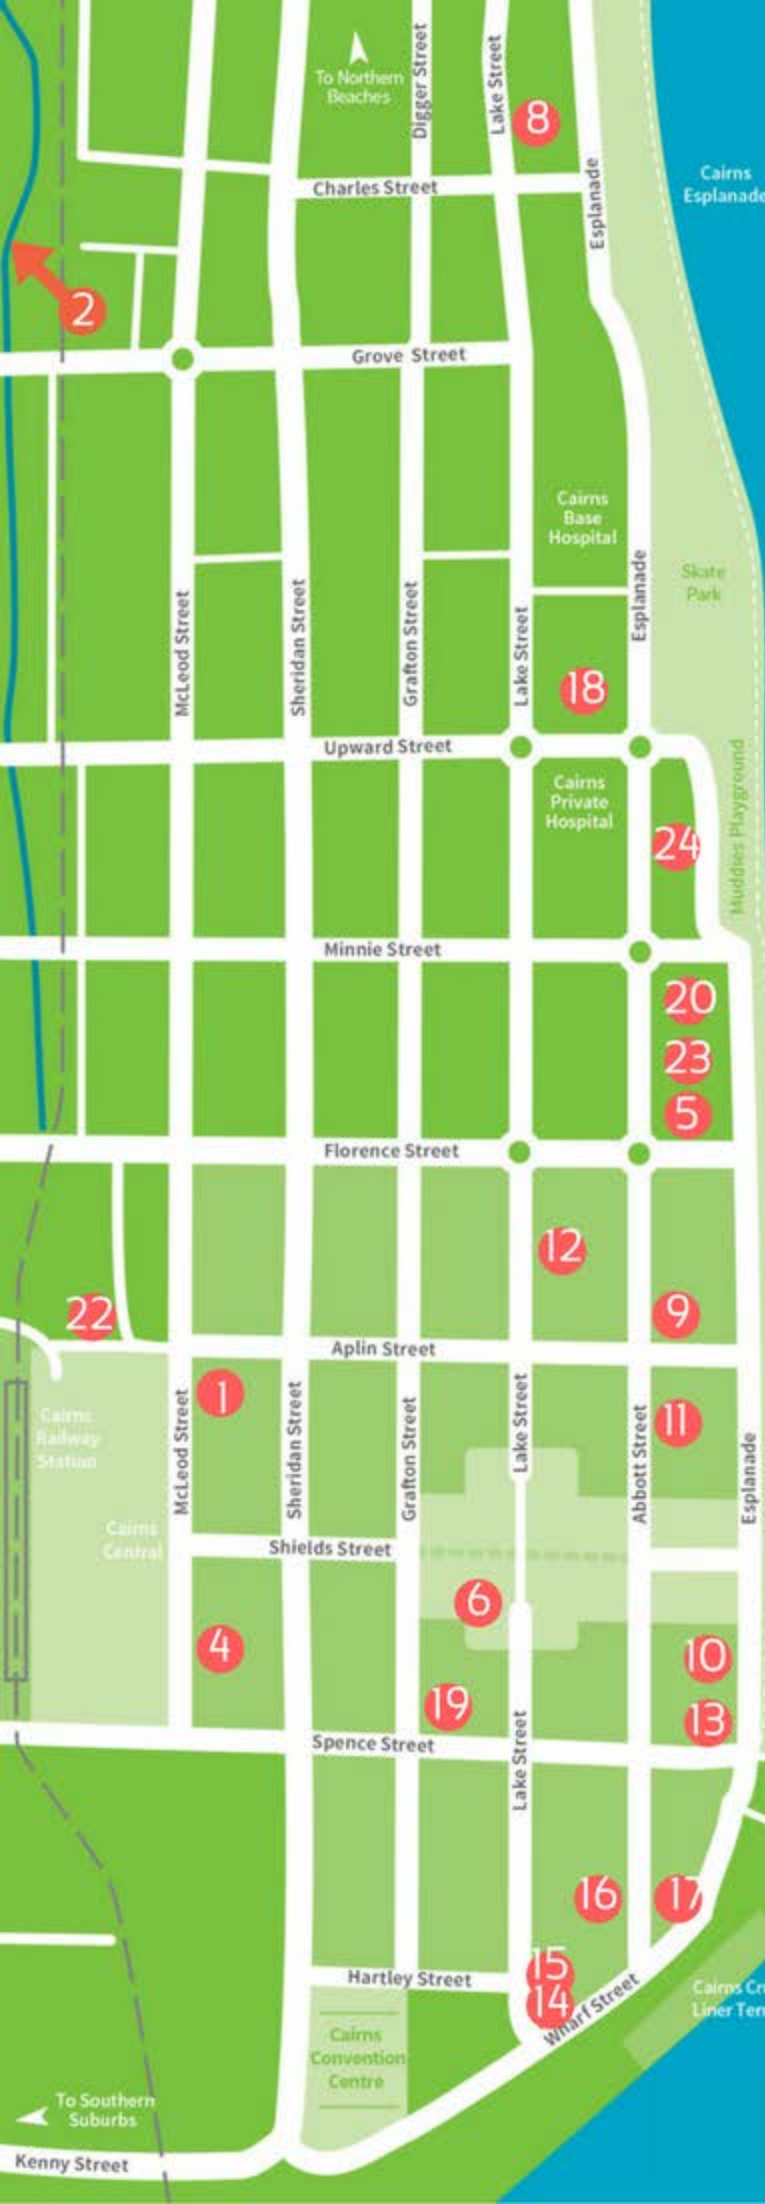 Digger Street
Lake Street
To Northern
Beaches
8
Cairns
Esplanade
Charles Street
Esplanade
2
Grove Street
Cairns
Base
Hospital
Skate
Park
Esplanade
McLeod Street
Sheridan Street
Grafton Street
Lake Street
18
Upward Street
Cairns
Private
Hospital
Muddies Playground
24
Minnie Street
20
23
5
Florence Street
12
22
9
Aplin Street
1
Cairns
Railway
Station
McLeod Street
Sheridan Street
Grafton Street
Lake Street
Abbott Street
11
Esplanade
Cairns
Central
Shields Street
6
4
10
19
13
Spence Street
Lake Street
16
17
15
Hartley Street
14
Wharf Street
Cairns Cr
Liner Ter
Cairns
Convention
Centre
To Southern
Suburbs
Kenny Street